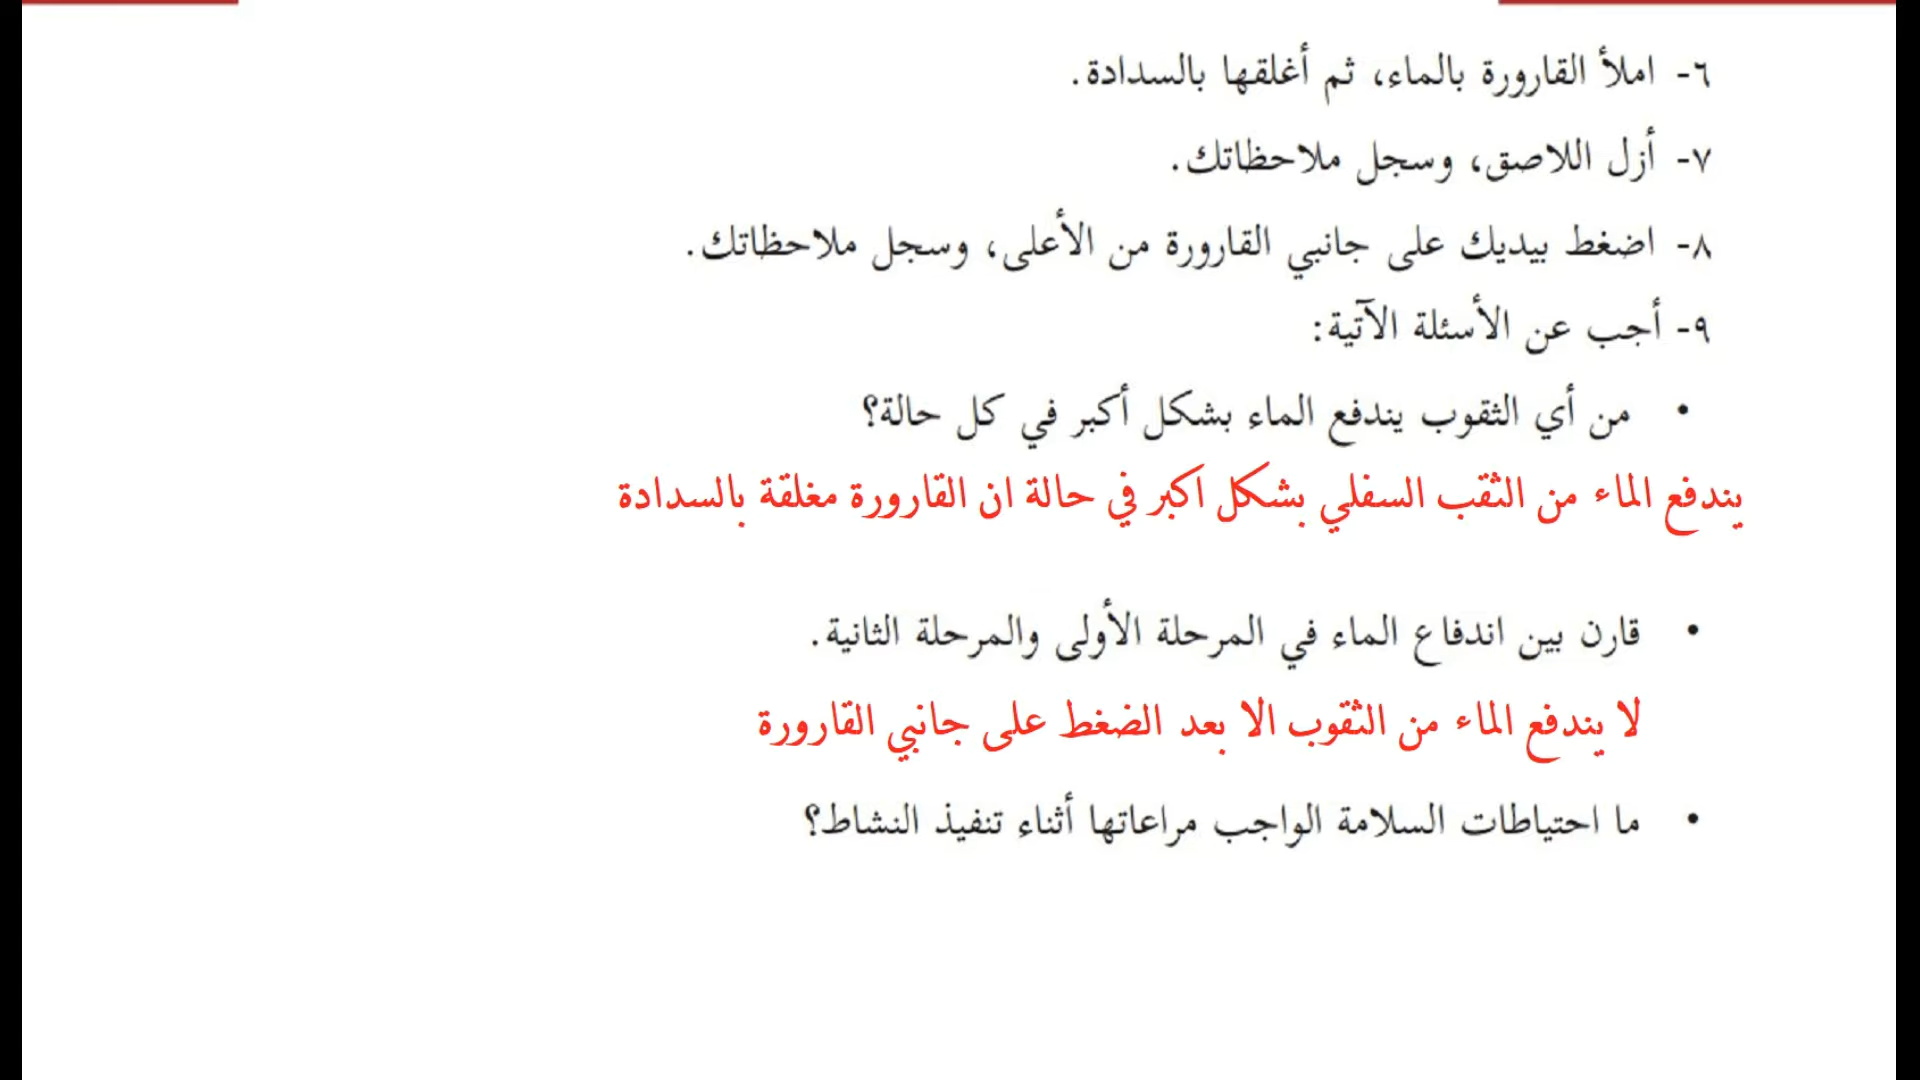 ٦- املأ القارورة بالماء، ثم أغلقها بالسدادة.
٧- أزل اللاصق، وسجل ملاحظاتك.
٨- اضغط بيديك على جانبي القارورة من الأعلى، وسجل ملاحظاتك.
٩- أجب عن الأسئلة الآتية:
• من أي الثقوب يندفع الماء بشكل أكبر في كل حالة؟
يندفع الماء من الثقب السفلي بشكل اكبر في حالة ان القارورة مغلقة بالسدادة
• قارن بين اندفاع الماء في المرحلة الأولى والمرحلة الثانية.
لا يندفع الماء من الثقوب الا بعد الضغط على جانبي القارورة
• ما احتياطات السلامة الواجب مراعاتها أثناء تنفيذ النشاط؟